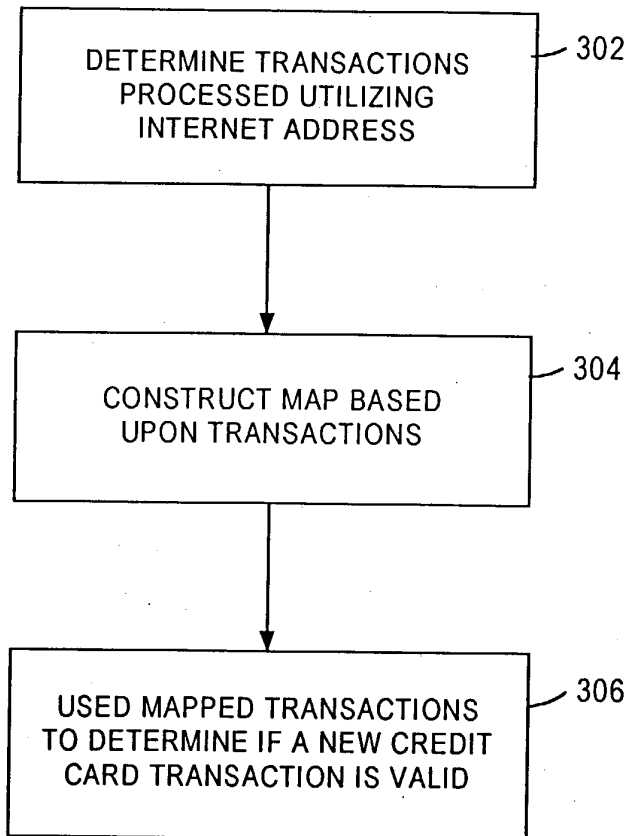 DETERMINE TRANSACTIONS
PROCESSED UTILIZING
INTERNET ADDRESS
302
CONSTRUCT MAP BASED
UPON TRANSACTIONS
304
USED MAPPED TRANSACTIONS
TO DETERMINE IF A NEW CREDIT
CARD TRANSACTION IS VALID
306